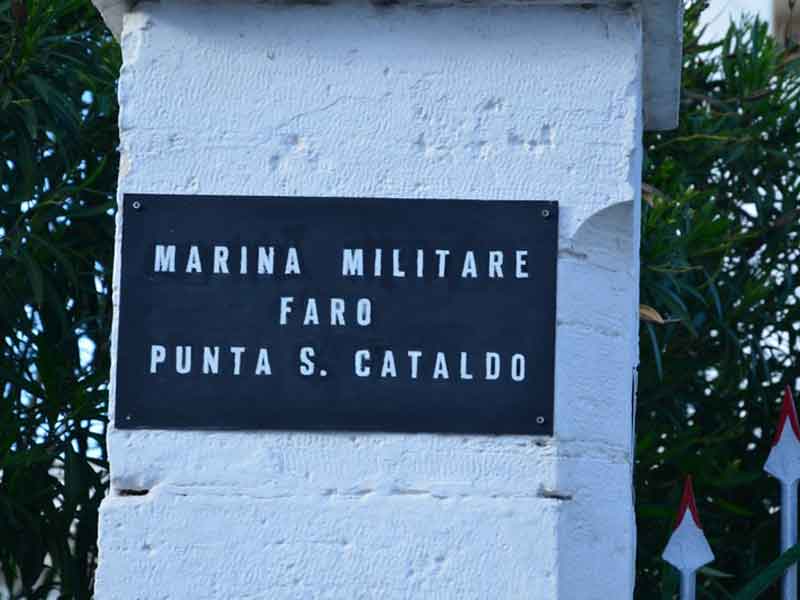 MARINA MILITARE
FARO
PUNTA S. CATALDO